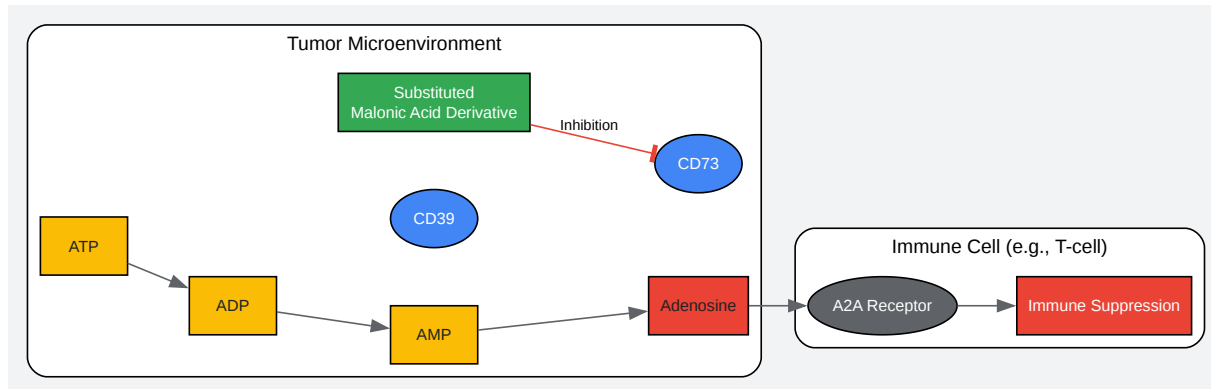 Tumor Microenvironment
Substituted
Malonic Acid Derivative
Inhibition
CD73
CD39
ATP
ADP
AMP
Adenosine
Immune Cell (e.g., T-cell)
A2A Receptor
Immune Suppression